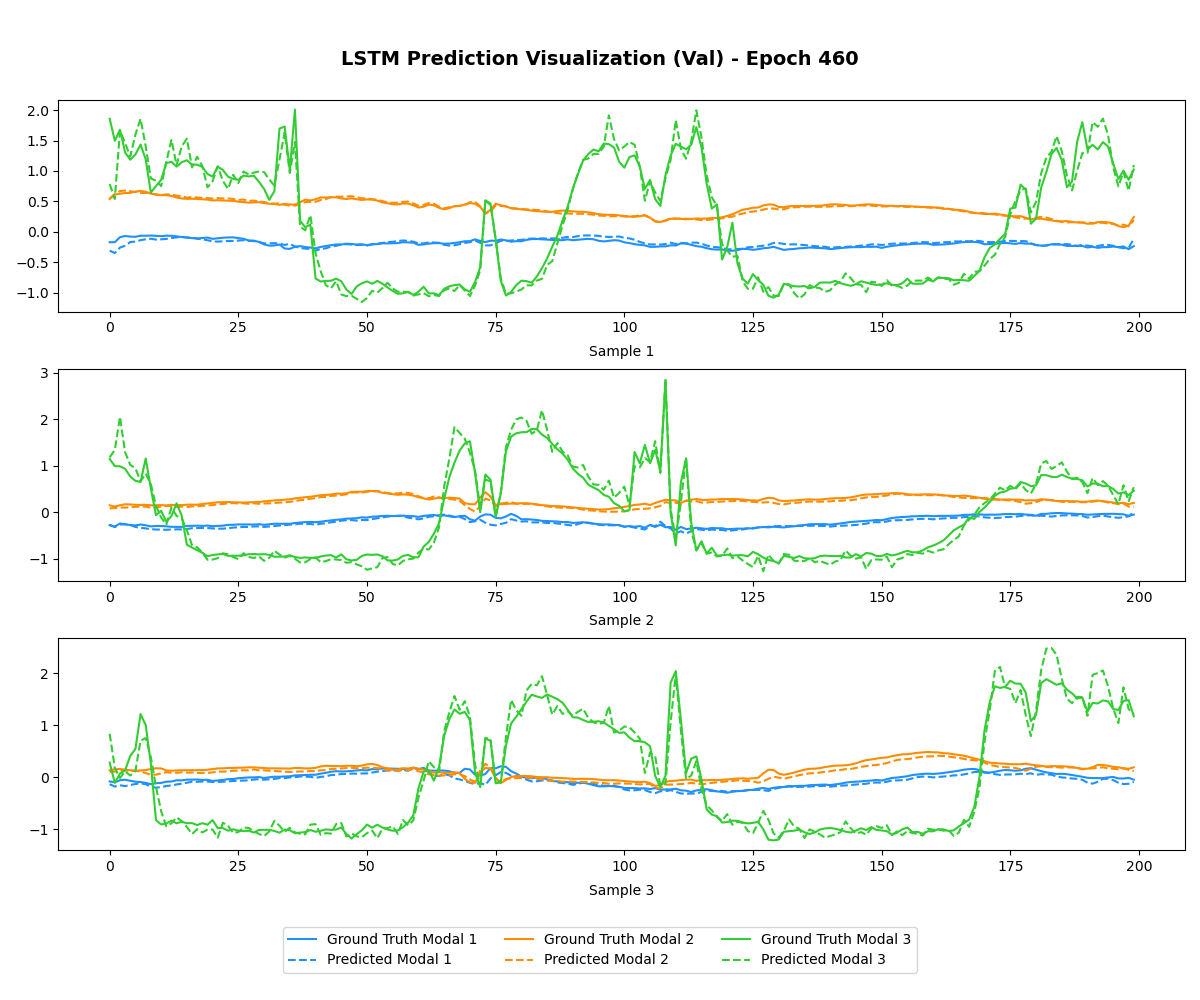 LSTM Prediction Visualization (Val) - Epoch 460
2.0
1.5
1.0
0.5
0.0
−0.5
−1.0
0 25 50 75 100 125 150 175 200
Sample 1
3
2
1
0
−1
0 25 50 75 100 125 150 175 200
Sample 2
2
1
0
−1
0 25 50 75 100 125 150 175 200
Sample 3
Ground Truth Modal 1 Ground Truth Modal 2 Ground Truth Modal 3
Predicted Modal 1 Predicted Modal 2 Predicted Modal 3